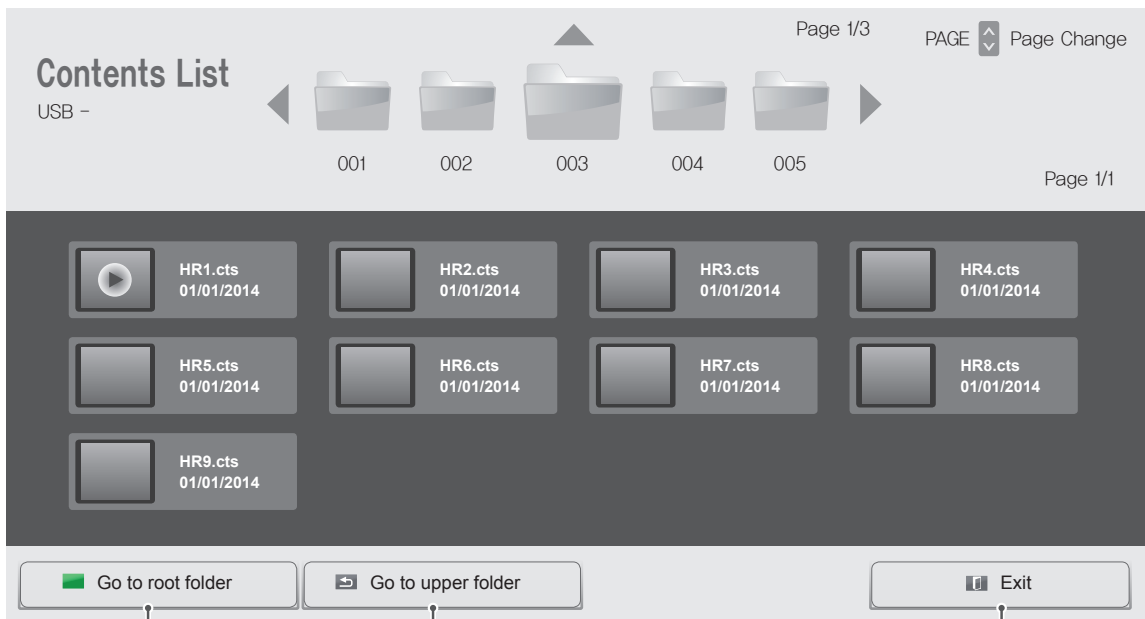 Page 1/3
PAGE Page Change
Contents List
USB -
001 002 003 004 005
Page 1/1
HR1.cts
01/01/2014
HR2.cts
01/01/2014
HR3.cts
01/01/2014
HR4.cts
01/01/2014
HR5.cts
01/01/2014
HR6.cts
01/01/2014
HR7.cts
01/01/2014
HR8.cts
01/01/2014
HR9.cts
01/01/2014
Go to root folder
Go to upper folder
Exit